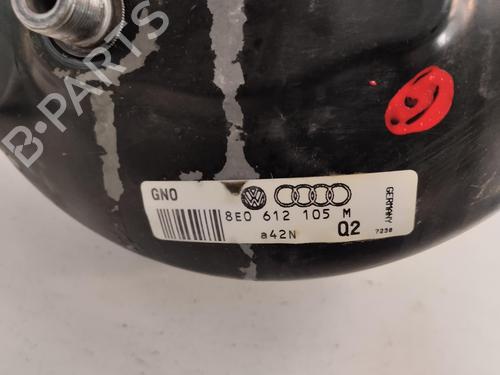 B-PARTS
GNO
8E0 612 105 M
a42N
Q2
GERMANY
7238